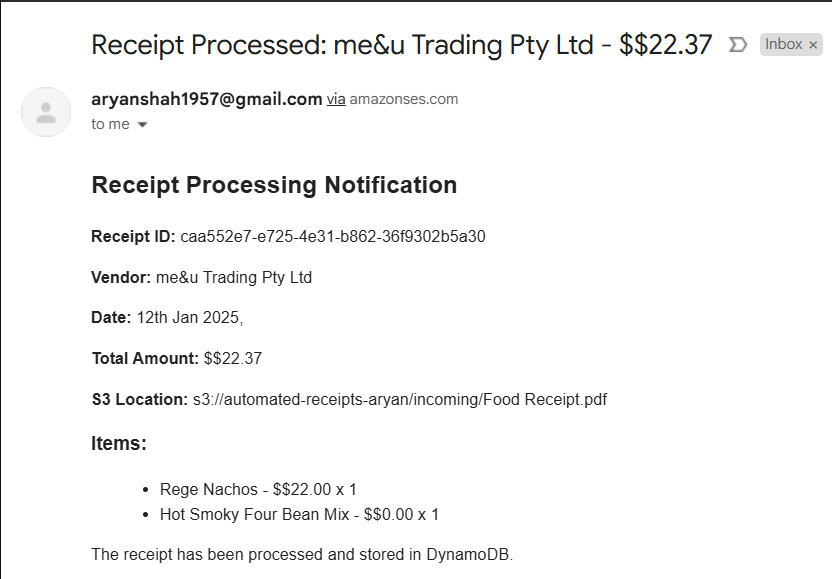 Receipt Processed: me&u Trading Pty Ltd - $$22.37 Inbox ×
aryanshah1957@gmail.com via amazonses.com
to me
Receipt Processing Notification
Receipt ID: caa552e7-e725-4e31-b862-36f9302b5a30
Vendor: me&u Trading Pty Ltd
Date: 12th Jan 2025,
Total Amount: $$22.37
S3 Location: s3://automated-receipts-aryan/incoming/Food Receipt.pdf
Items:
• Rege Nachos - $$22.00 x 1
• Hot Smoky Four Bean Mix - $$0.00 x 1
The receipt has been processed and stored in DynamoDB.